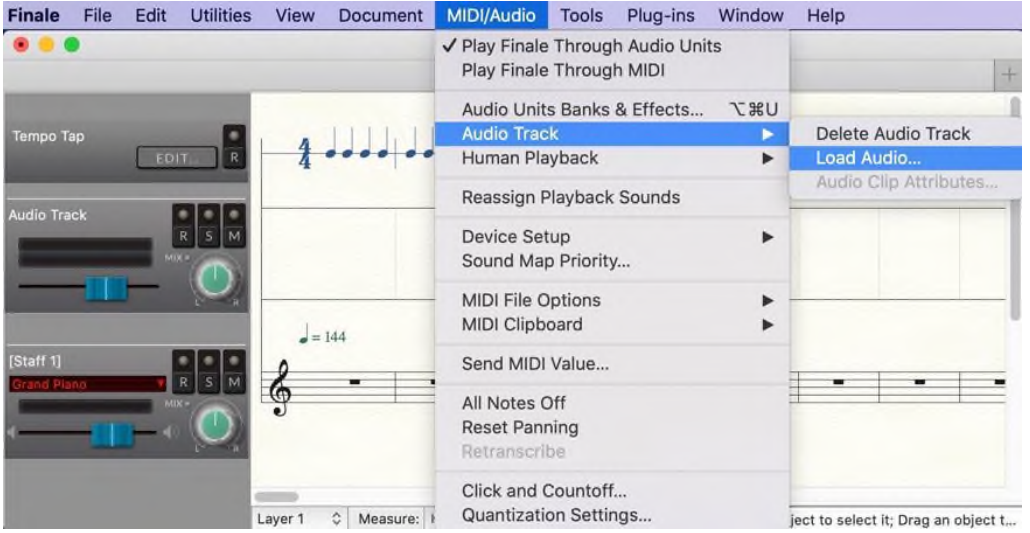 Finale File Edit Utilities View Document MIDI/Audio Tools Plug-ins Window Help
✓ Play Finale Through Audio Units
Play Finale Through MIDI
Audio Units Banks & Effects... ⌥⌘U
Audio Track ▶
Human Playback ▶
Reassign Playback Sounds
Device Setup ▶
Sound Map Priority...
MIDI File Options ▶
MIDI Clipboard ▶
Send MIDI Value...
All Notes Off
Reset Panning
Retranscribe
Click and Countoff...
Quantization Settings...
Delete Audio Track
Load Audio...
Audio Clip Attributes...
Tempo Tap
EDIT...
R
4
4
Audio Track
R S M
MIX
L R
♩ = 144
[Staff 1]
Grand Piano
R S M
MIX
L R
Layer 1
Measure:
ject to select it; Drag an object t...